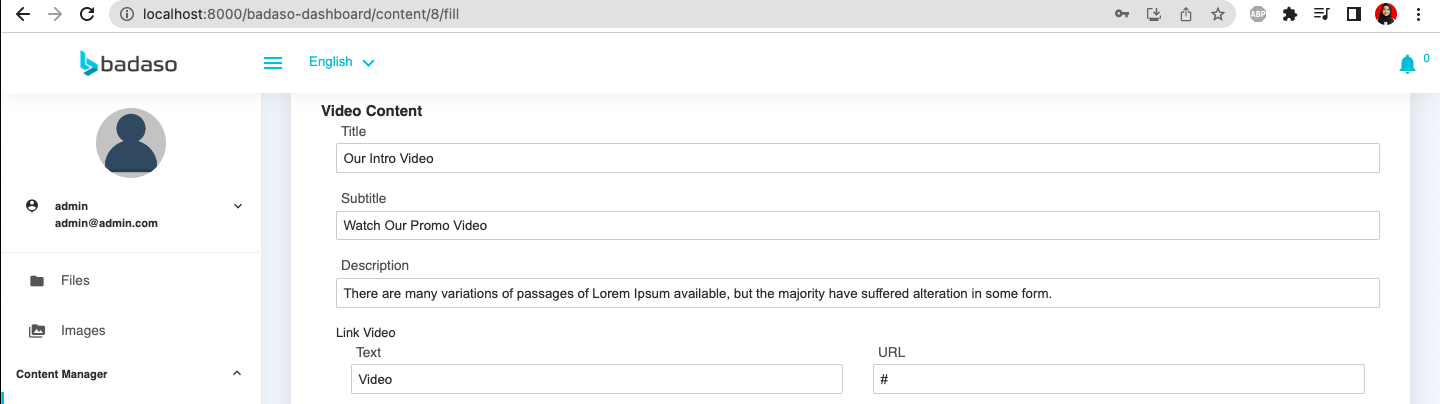 localhost:8000/badaso-dashboard/content/8/fill
ABP
badaso
English
0
admin
admin@admin.com
Files
Images
Content Manager
Video Content
Title
Our Intro Video
Subtitle
Watch Our Promo Video
Description
There are many variations of passages of Lorem Ipsum available, but the majority have suffered alteration in some form.
Link Video
Text URL
Video #